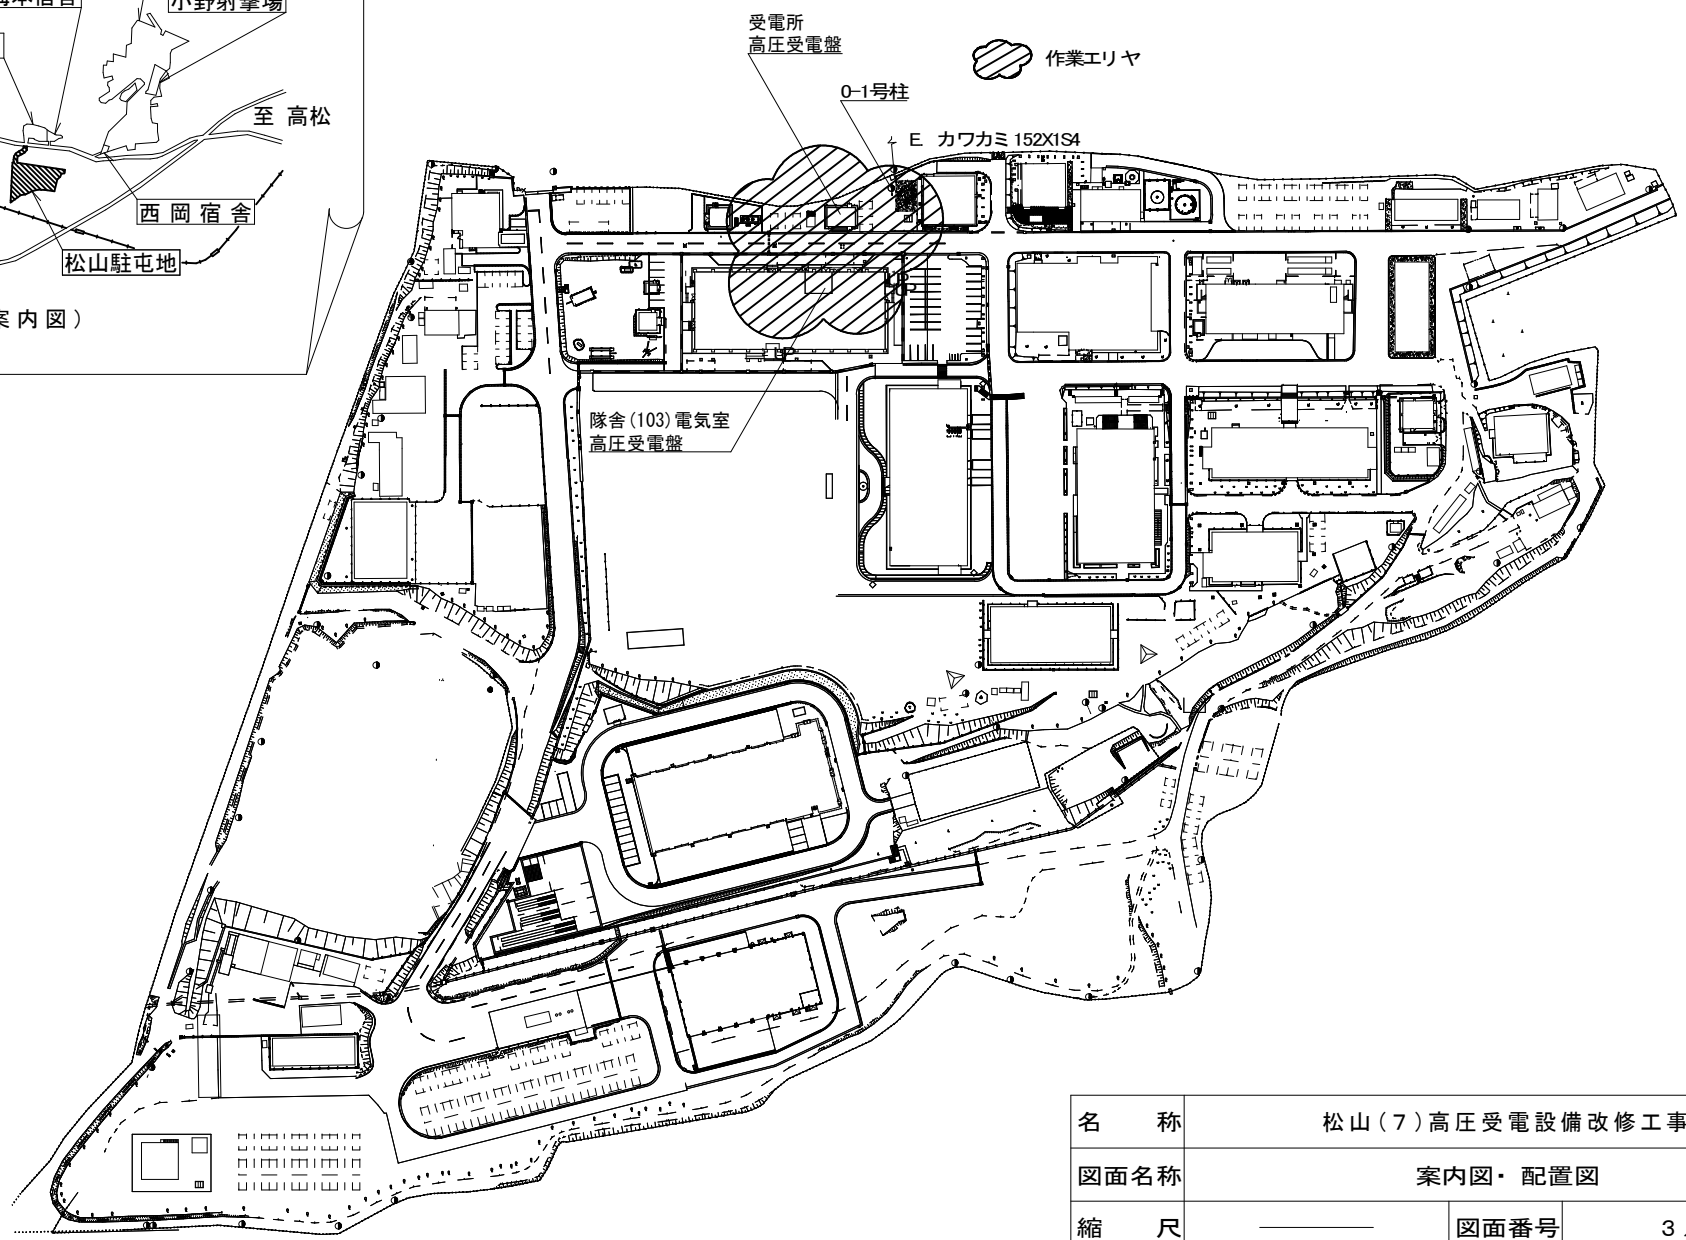 小野射撃場
至 高松
西岡宿舎
松山駐屯地
案内図）
受電所
高圧受電盤
作業エリヤ
0-1号柱
E カワカミ 152X1S4
隊舎(103)電気室
高圧受電盤
名 称
松山(7)高圧受電設備改修工事
図面名称
案内図・配置図
縮 尺
図面番号
3